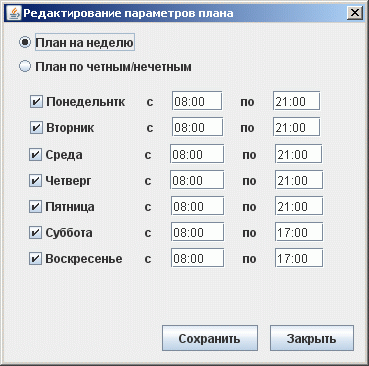 Редактирование параметров плана
План на неделю
План по четным/нечетным
Понедельнтк с 08:00 по 21:00
Вторник с 08:00 по 21:00
Среда с 08:00 по 21:00
Четверг с 08:00 по 21:00
Пятница с 08:00 по 21:00
Суббота с 08:00 по 17:00
Воскресенье с 08:00 по 17:00
Сохранить Закрыть